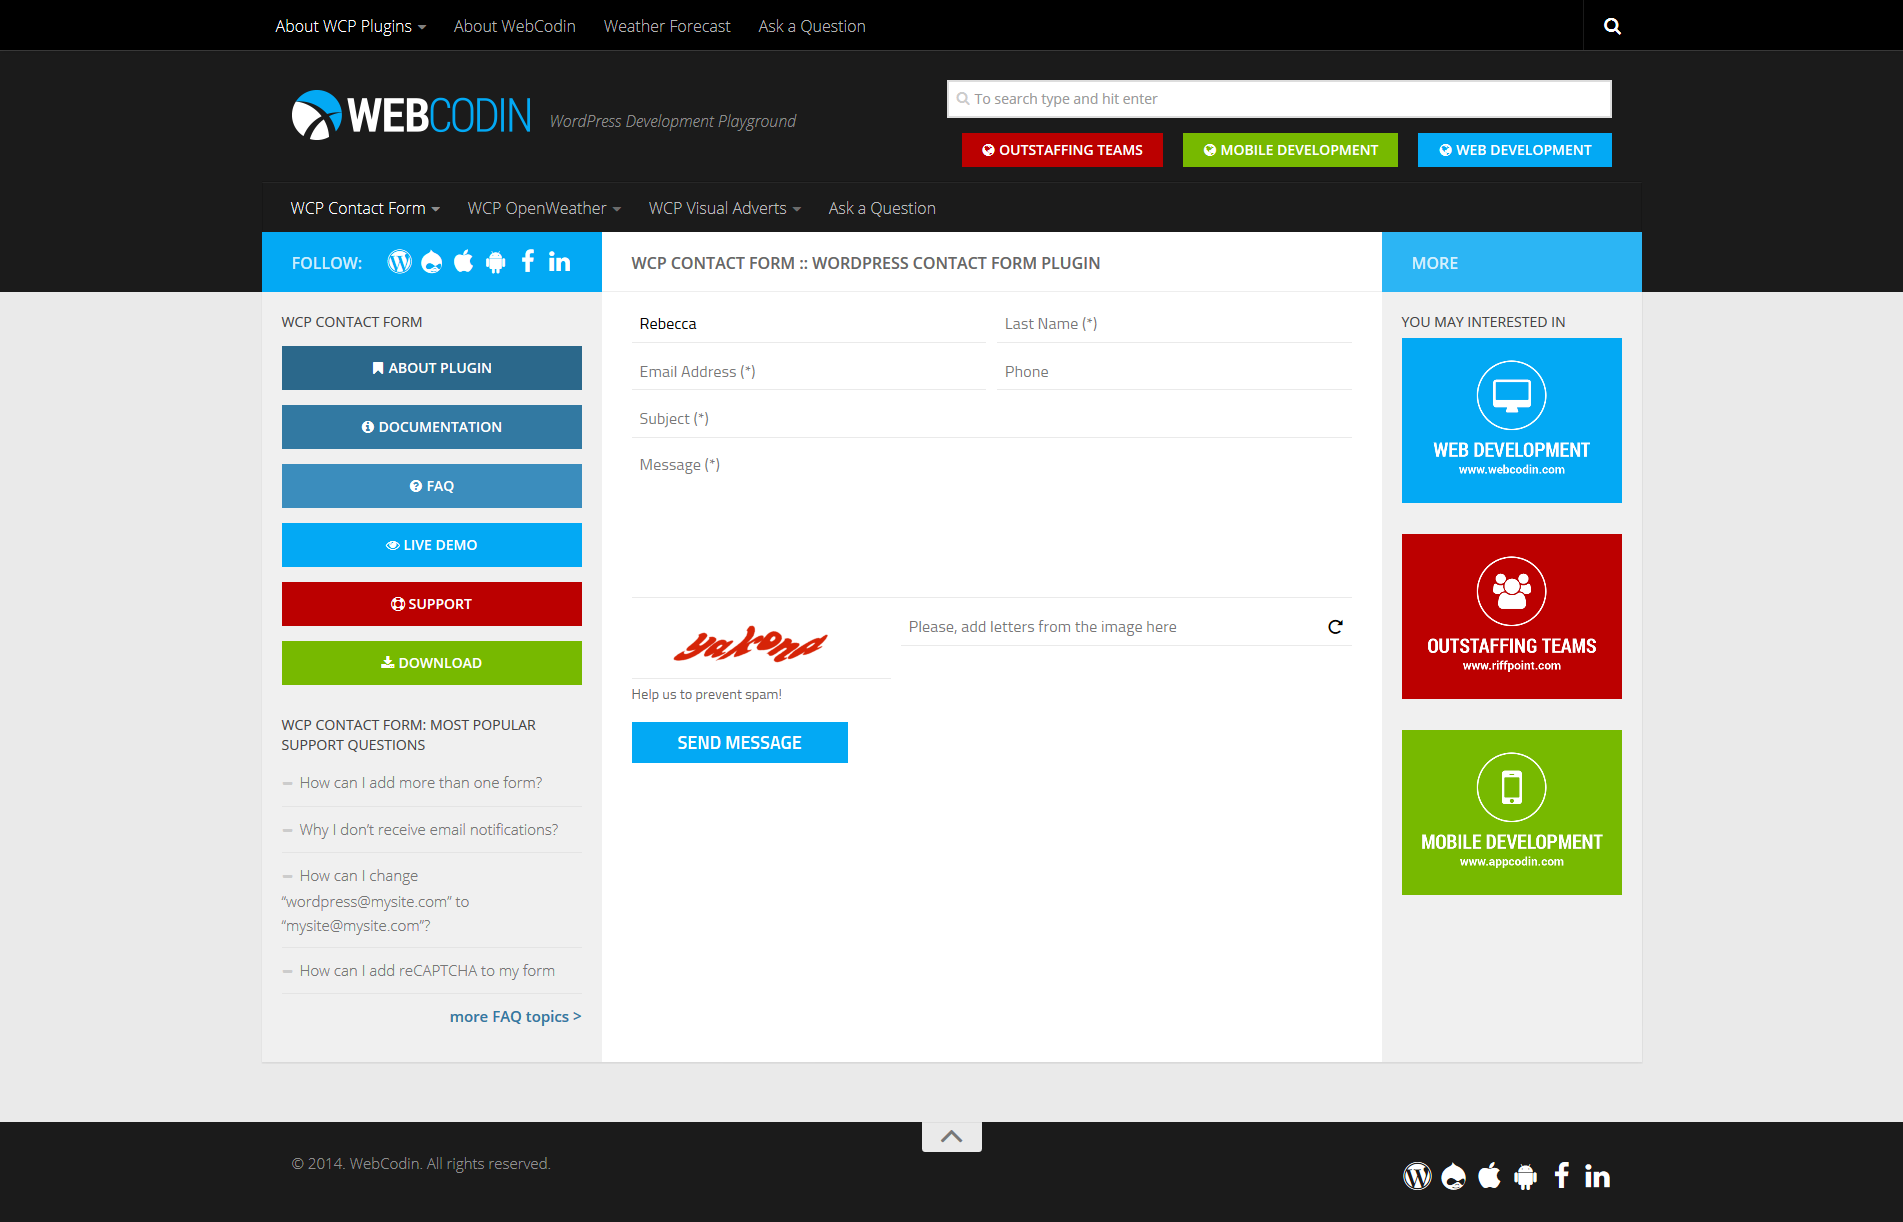 About WCP Plugins
About WebCodin
Weather Forecast
Ask a Question
WEBCODIN
WordPress Development Playground
To search type and hit enter
OUTSTAFFING TEAMS
MOBILE DEVELOPMENT
WEB DEVELOPMENT
WCP Contact Form
WCP OpenWeather
WCP Visual Adverts
Ask a Question
FOLLOW:
WCP CONTACT FORM
ABOUT PLUGIN
DOCUMENTATION
FAQ
LIVE DEMO
SUPPORT
DOWNLOAD
WCP CONTACT FORM: MOST POPULAR
SUPPORT QUESTIONS
How can I add more than one form?
Why I don’t receive email notifications?
How can I change
“wordpress@mysite.com” to
“mysite@mysite.com”?
How can I add reCAPTCHA to my form
more FAQ topics >
WCP CONTACT FORM :: WORDPRESS CONTACT FORM PLUGIN
Rebecca
Last Name (*)
Email Address (*)
Phone
Subject (*)
Message (*)
yakona
Please, add letters from the image here
Help us to prevent spam!
SEND MESSAGE
MORE
YOU MAY INTERESTED IN
WEB DEVELOPMENT
www.webcodin.com
OUTSTAFFING TEAMS
www.riffpoint.com
MOBILE DEVELOPMENT
www.appcodin.com
© 2014. WebCodin. All rights reserved.